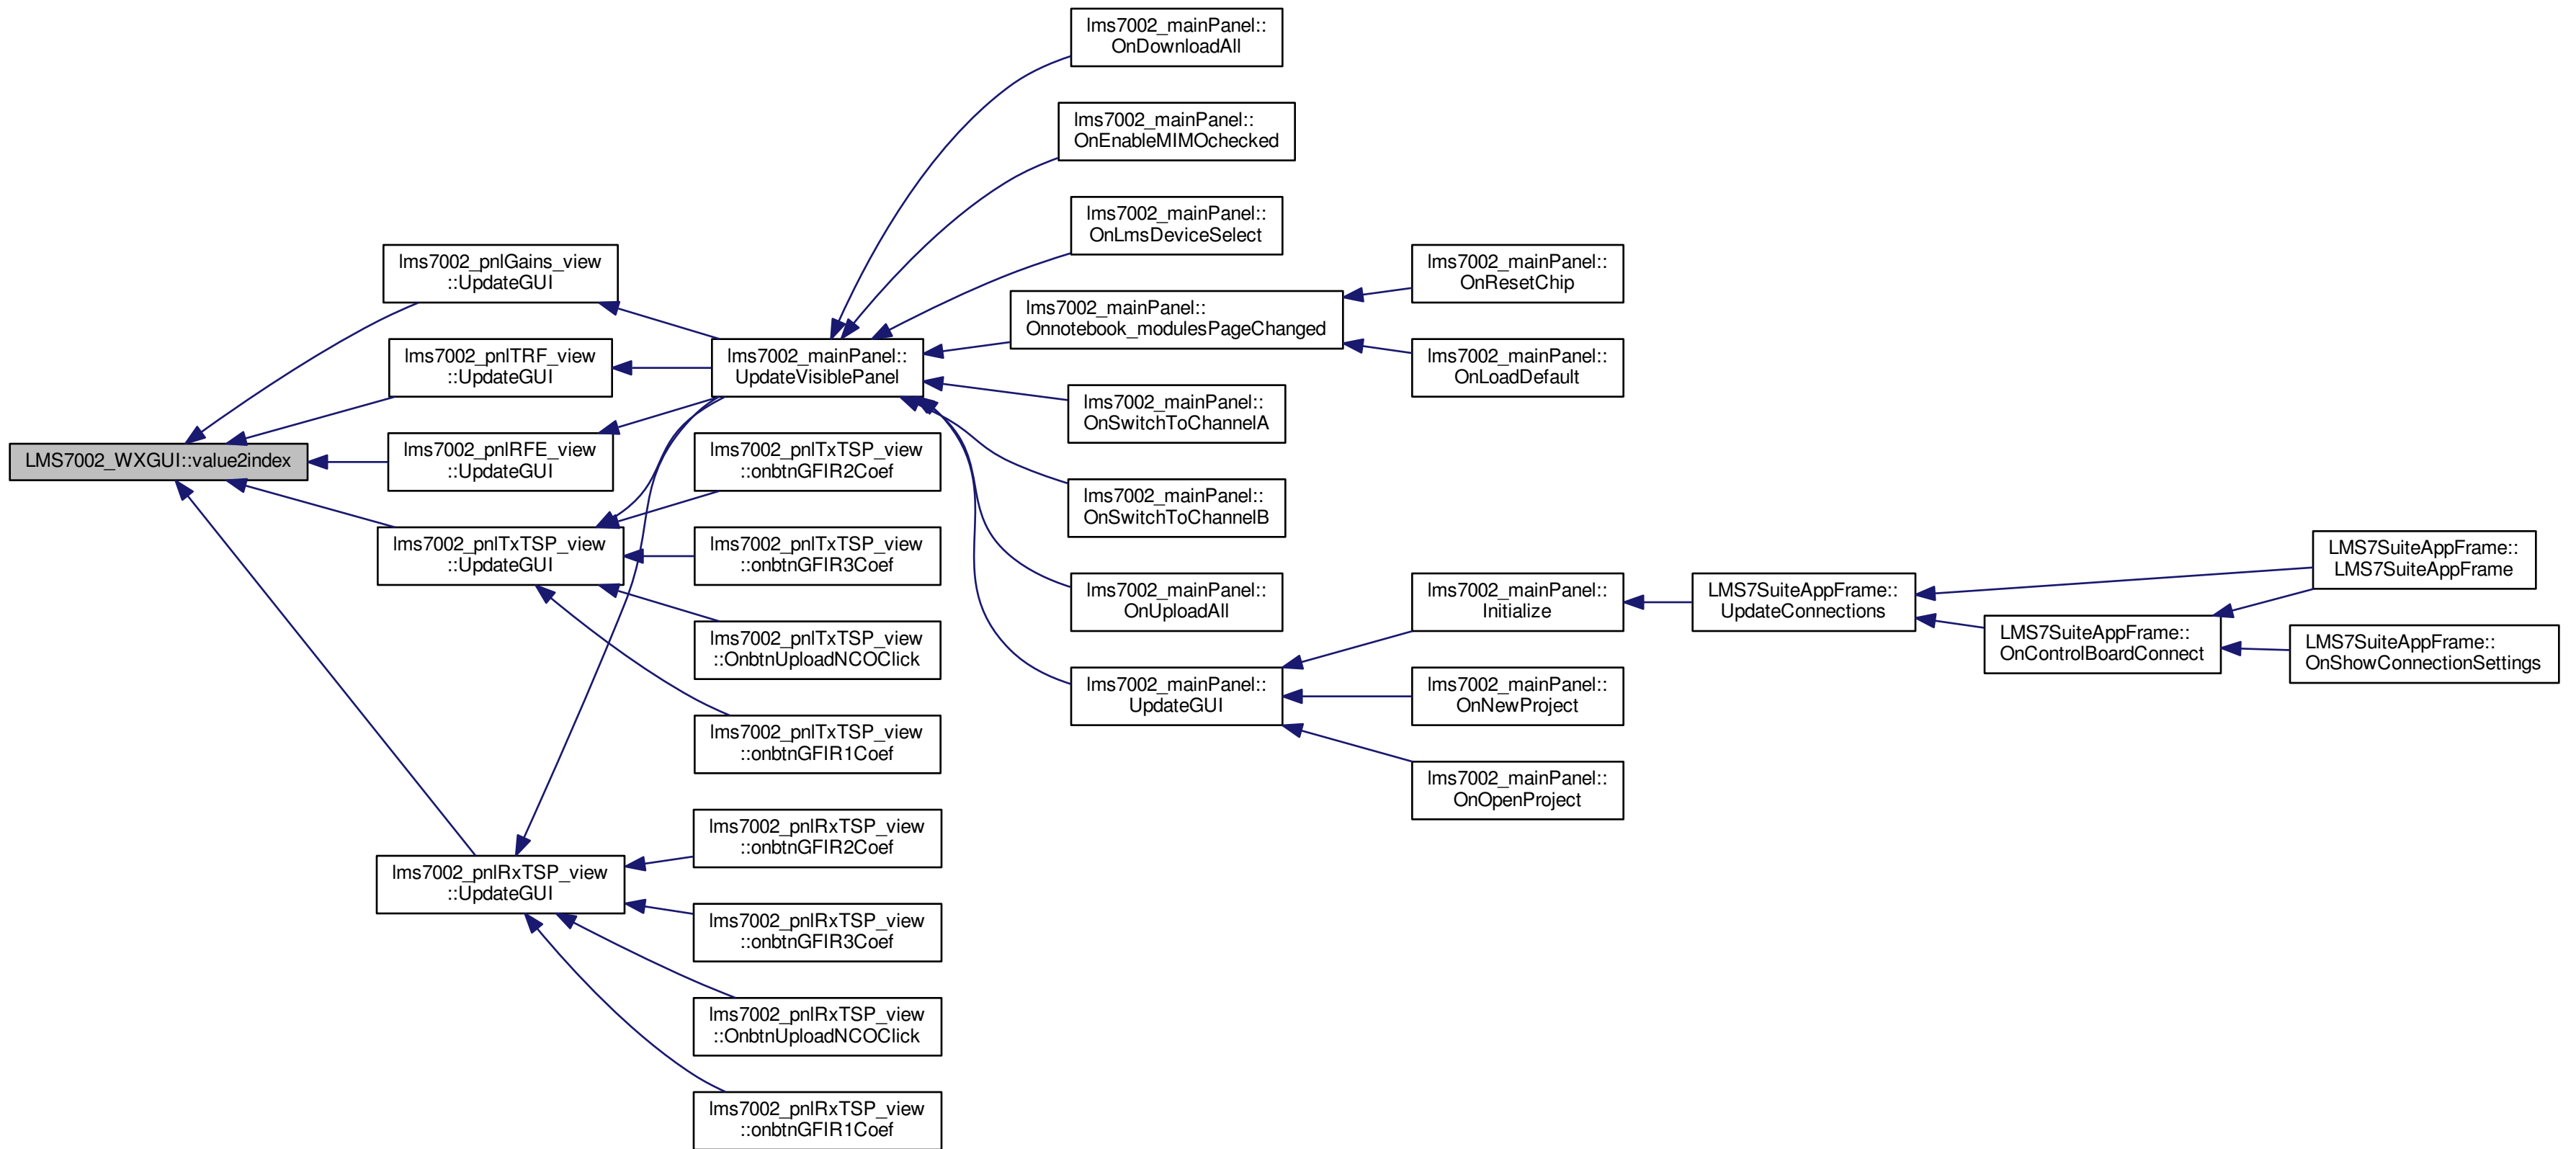 LMS7002_WXGUI::value2index
lms7002_pnlGains_view
::UpdateGUI
lms7002_pnlTRF_view
::UpdateGUI
lms7002_pnlRFE_view
::UpdateGUI
lms7002_pnlTxTSP_view
::UpdateGUI
lms7002_pnlRxTSP_view
::UpdateGUI
lms7002_mainPanel::
UpdateVisiblePanel
lms7002_pnlTxTSP_view
::onbtnGFIR2Coef
lms7002_pnlTxTSP_view
::onbtnGFIR3Coef
lms7002_pnlTxTSP_view
::OnbtnUploadNCOClick
lms7002_pnlTxTSP_view
::onbtnGFIR1Coef
lms7002_pnlRxTSP_view
::onbtnGFIR2Coef
lms7002_pnlRxTSP_view
::onbtnGFIR3Coef
lms7002_pnlRxTSP_view
::OnbtnUploadNCOClick
lms7002_pnlRxTSP_view
::onbtnGFIR1Coef
lms7002_mainPanel::
OnDownloadAll
lms7002_mainPanel::
OnEnableMIMOchecked
lms7002_mainPanel::
OnLmsDeviceSelect
lms7002_mainPanel::
Onnotebook_modulesPageChanged
lms7002_mainPanel::
OnSwitchToChannelA
lms7002_mainPanel::
OnSwitchToChannelB
lms7002_mainPanel::
OnUploadAll
lms7002_mainPanel::
UpdateGUI
lms7002_mainPanel::
OnResetChip
lms7002_mainPanel::
OnLoadDefault
lms7002_mainPanel::
Initialize
lms7002_mainPanel::
OnNewProject
lms7002_mainPanel::
OnOpenProject
LMS7SuiteAppFrame::
UpdateConnections
LMS7SuiteAppFrame::
OnControlBoardConnect
LMS7SuiteAppFrame::
LMS7SuiteAppFrame
LMS7SuiteAppFrame::
OnShowConnectionSettings